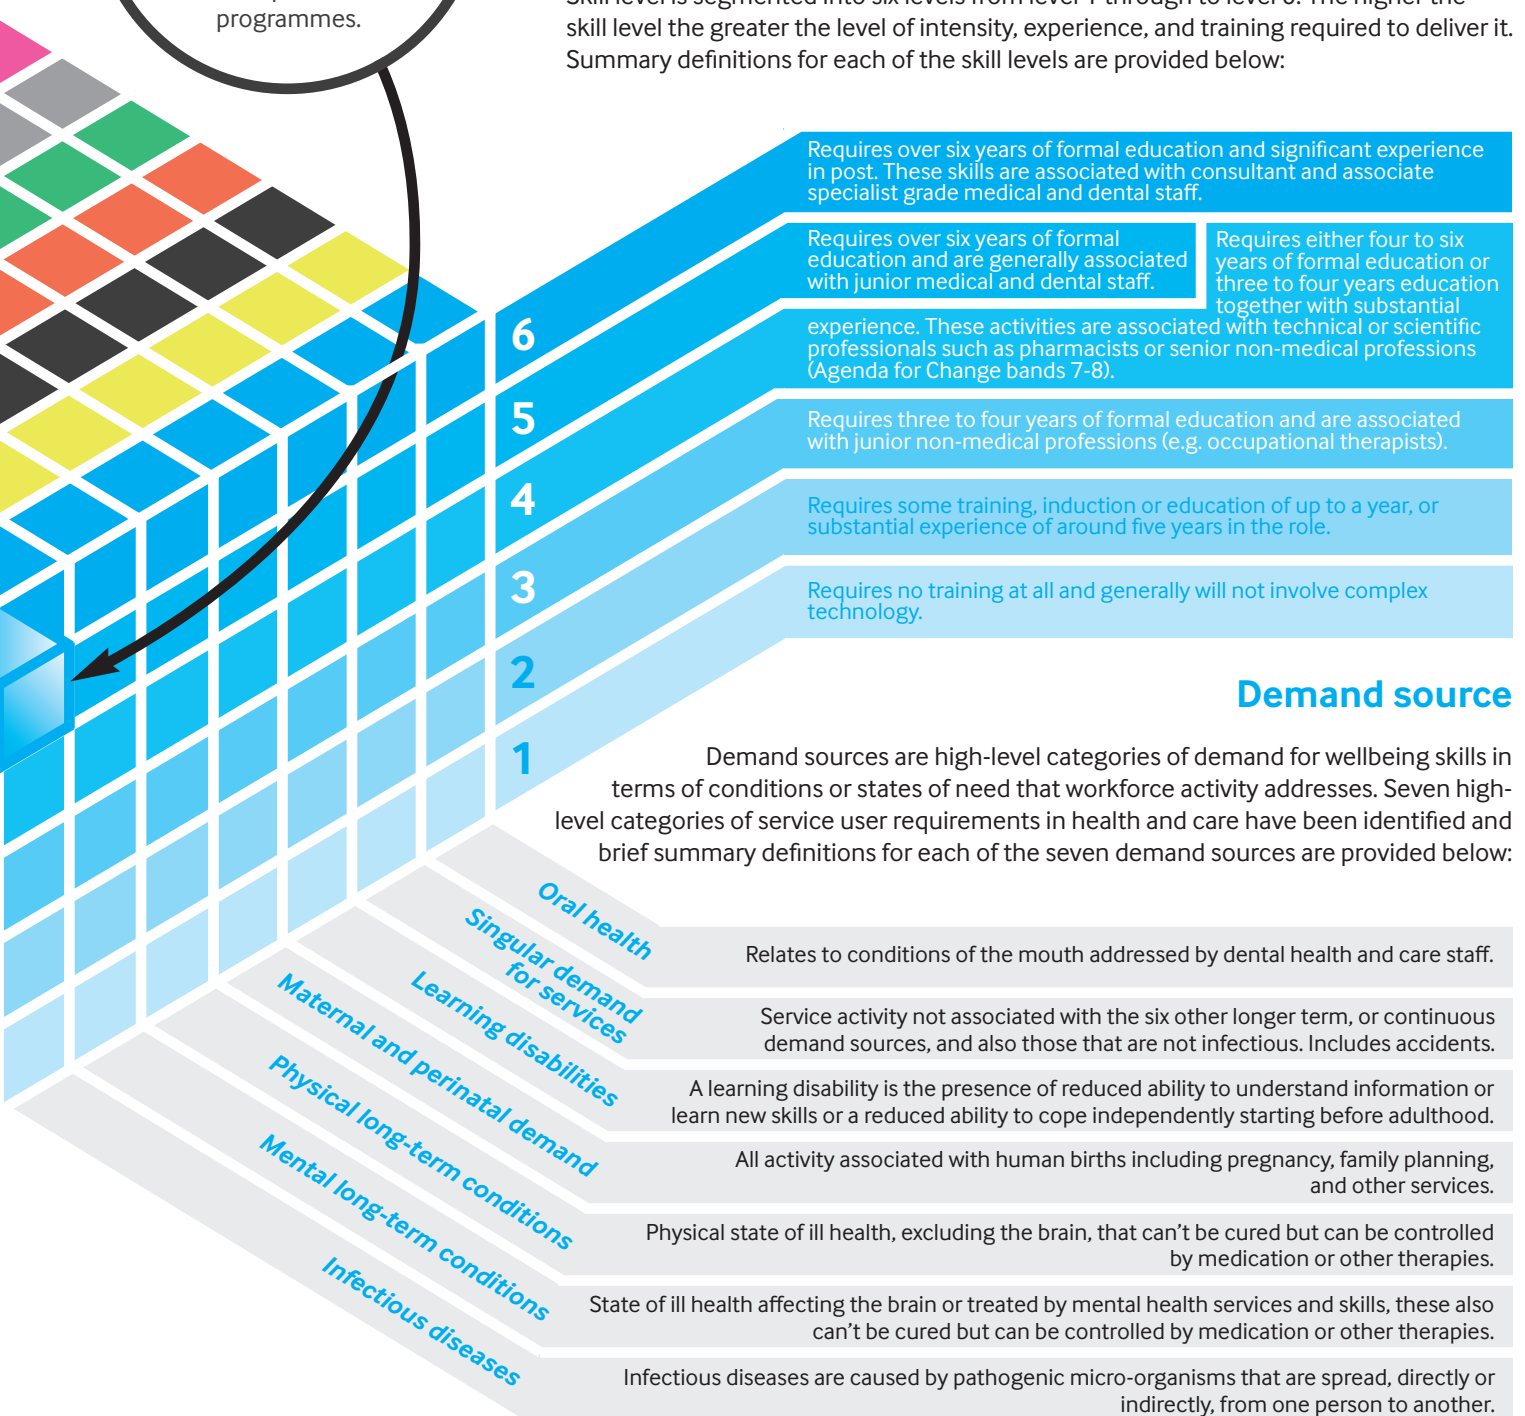 programmes.
skill level the greater the level of intensity, experience, and training required to deliver it.
Summary definitions for each of the skill levels are provided below:
6
Requires over six years of formal education and significant experience
in post. These skills are associated with consultant and associate
specialist grade medical and dental staff.
5
Requires over six years of formal
education and are generally associated
with junior medical and dental staff.
4
Requires either four to six
years of formal education or
three to four years education
together with substantial
experience. These activities are associated with technical or scientific
professionals such as pharmacists or senior non-medical professions
(Agenda for Change bands 7-8).
3
Requires three to four years of formal education and are associated
with junior non-medical professions (e.g. occupational therapists).
2
Requires some training, induction or education of up to a year, or
substantial experience of around five years in the role.
1
Requires no training at all and generally will not involve complex
technology.
Demand source
Demand sources are high-level categories of demand for wellbeing skills in
terms of conditions or states of need that workforce activity addresses. Seven high-
level categories of service user requirements in health and care have been identified and
brief summary definitions for each of the seven demand sources are provided below:
Oral health
Relates to conditions of the mouth addressed by dental health and care staff.
Singular demand
for services
Service activity not associated with the six other longer term, or continuous
demand sources, and also those that are not infectious. Includes accidents.
Learning disabilities
A learning disability is the presence of reduced ability to understand information or
learn new skills or a reduced ability to cope independently starting before adulthood.
Maternal and perinatal demand
All activity associated with human births including pregnancy, family planning,
and other services.
Physical long-term conditions
Physical state of ill health, excluding the brain, that can't be cured but can be controlled
by medication or other therapies.
Mental long-term conditions
State of ill health affecting the brain or treated by mental health services and skills, these also
can't be cured but can be controlled by medication or other therapies.
Infectious diseases
Infectious diseases are caused by pathogenic micro-organisms that are spread, directly or
indirectly, from one person to another.